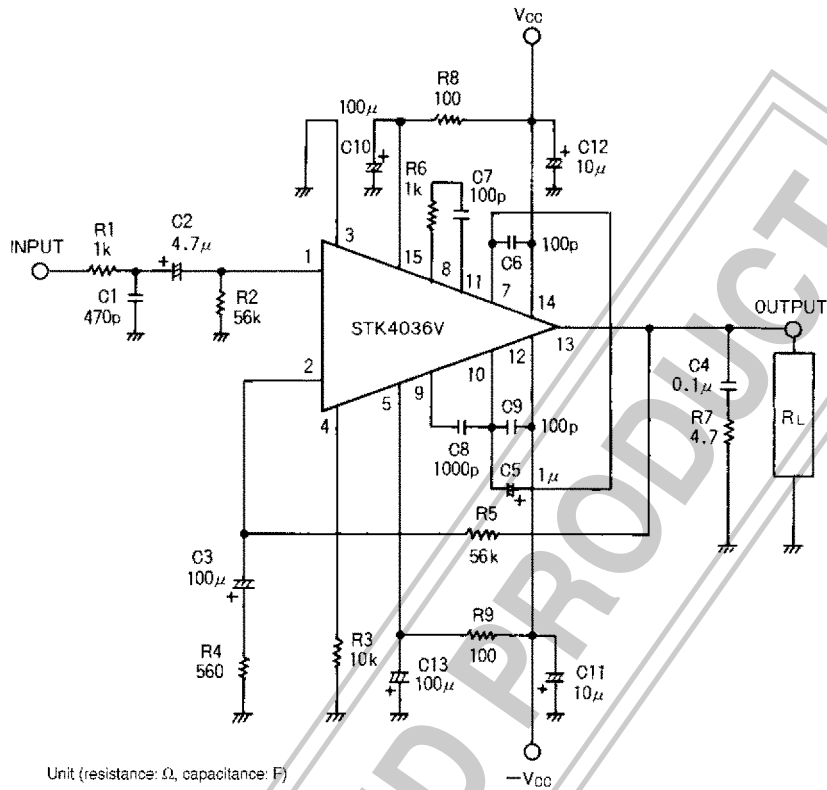 VCC
R8
100
100μ
C10
C12
10μ
R6
1k
C7
100p
INPUT
R1
1k
C2
4.7μ
C1
470p
R2
56k
1
2
3
4
5
15
8
11
7
14
9
10
12
13
C6
100p
STK4036V
OUTPUT
C4
0.1μ
R7
4.7
RL
C8
1000p
C9
100p
C5
1μ
R5
56k
C3
100μ
R4
560
R3
10k
C13
100μ
R9
100
C11
10μ
−VCC
Unit (resistance: Ω, capacitance: F)
D PRODUCT